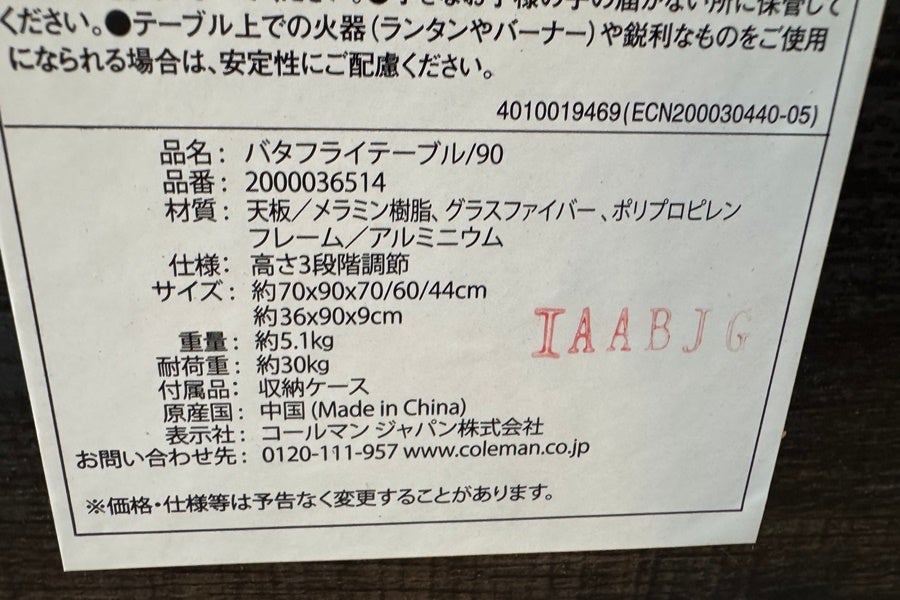 ください。●テーブル上での火器(ランタンやバーナー)や鋭利なものをご使用
になられる場合は、安定性にご配慮ください。
4010019469(ECN200030440-05)
品名: バタフライテーブル/90
品番: 2000036514
材質: 天板/メラミン樹脂、グラスファイバー、ポリプロピレン
フレーム/アルミニウム
仕様: 高さ3段階調節
サイズ: 約70x90x70/60/44cm
約36x90x9cm
重量: 約5.1kg
耐荷重: 約30kg
付属品: 収納ケース
原産国: 中国 (Made in China)
表示社: コールマン ジャパン株式会社
お問い合わせ先: 0120-111-957 www.coleman.co.jp
IAABJG
※価格・仕様等は予告なく変更することがあります。